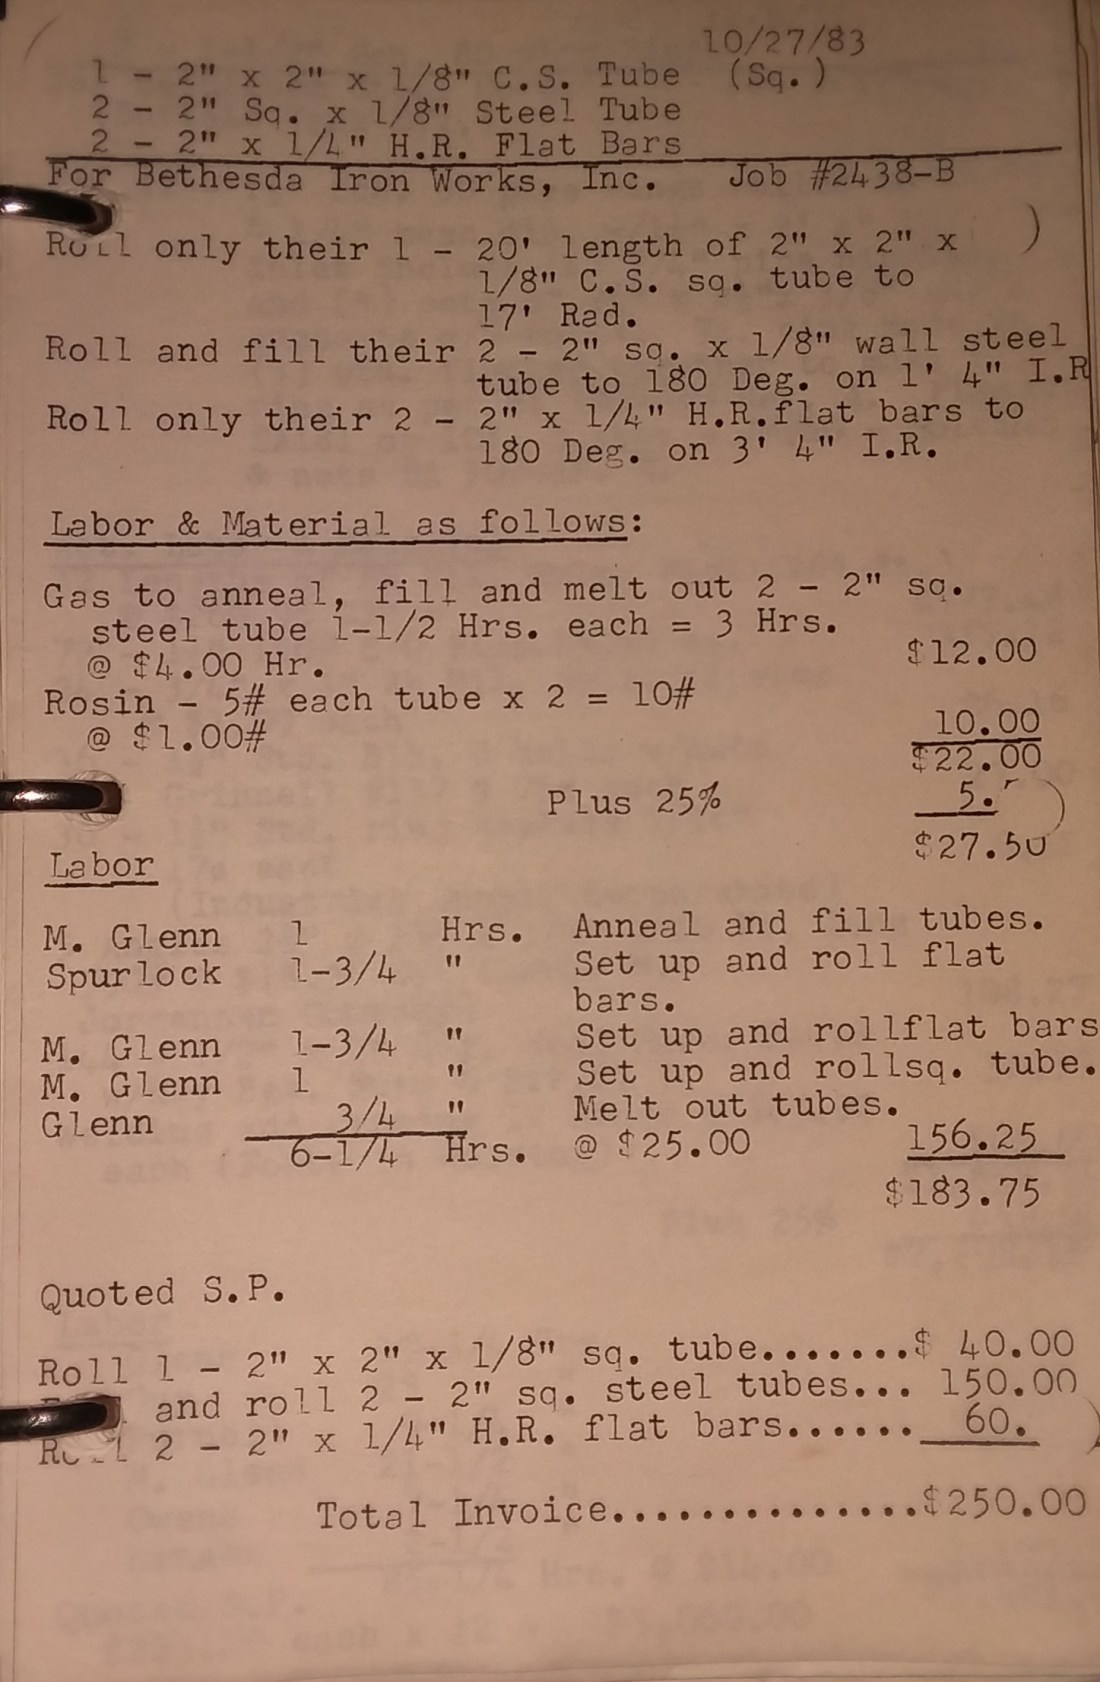 10/27/83
1 - 2" x 2" x 1/8" C.S. Tube (Sq.)
2 - 2" Sq. x 1/8" Steel Tube
2 - 2" x 1/4" H.R. Flat Bars
For Bethesda Iron Works, Inc. Job #2438-B
Roll only their 1 - 20' length of 2" x 2" x
1/8" C.S. sq. tube to
17' Rad.
Roll and fill their 2 - 2" sq. x 1/8" wall steel
tube to 180 Deg. on 1' 4" I.R
Roll only their 2 - 2" x 1/4" H.R.flat bars to
180 Deg. on 3' 4" I.R.
Labor & Material as follows:
Gas to anneal, fill and melt out 2 - 2" sq.
steel tube 1-1/2 Hrs. each = 3 Hrs.
@ $4.00 Hr. $12.00
Rosin - 5# each tube x 2 = 10#
@ $1.00# 10.00
$22.00
Plus 25% 5.
$27.50
Labor
M. Glenn 1 Hrs. Anneal and fill tubes.
Spurlock 1-3/4 " Set up and roll flat
bars.
M. Glenn 1-3/4 " Set up and rollflat bars
M. Glenn 1 " Set up and rollsq. tube.
Glenn 3/4 " Melt out tubes.
6-1/4 Hrs. @ $25.00 156.25
$183.75
Quoted S.P.
Roll 1 - 2" x 2" x 1/8" sq. tube.......$ 40.00
and roll 2 - 2" sq. steel tubes... 150.00
Roll 2 - 2" x 1/4" H.R. flat bars...... 60.
Total Invoice..............$250.00